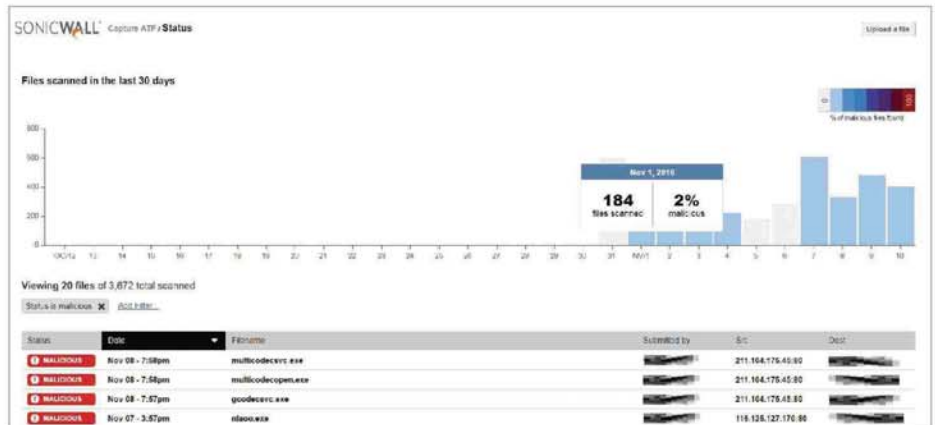 SONICWALL Capture ATP / Status
Upload a file
Files scanned in the last 30 days
0 100
% of malicious files found
800
600
400
200
0
Nov 1, 2016
184 2%
files scanned malicious
Oct12 13 14 15 16 17 18 19 20 21 22 23 24 25 26 27 28 29 30 31 Nov1 2 3 4 5 6 7 8 9 10
Viewing 20 files of 3,672 total scanned
Status is malicious X Add Filter...
Status Date Filename Submitted by Src Dest
MALICIOUS Nov 08 - 7:58pm multicodecsvc.exe 211.104.175.45:80
MALICIOUS Nov 08 - 7:58pm multicodecopen.exe 211.104.175.45:80
MALICIOUS Nov 08 - 7:57pm goodecsvc.exe 211.104.175.45:80
MALICIOUS Nov 07 - 3:57pm 115.125.127.170:80